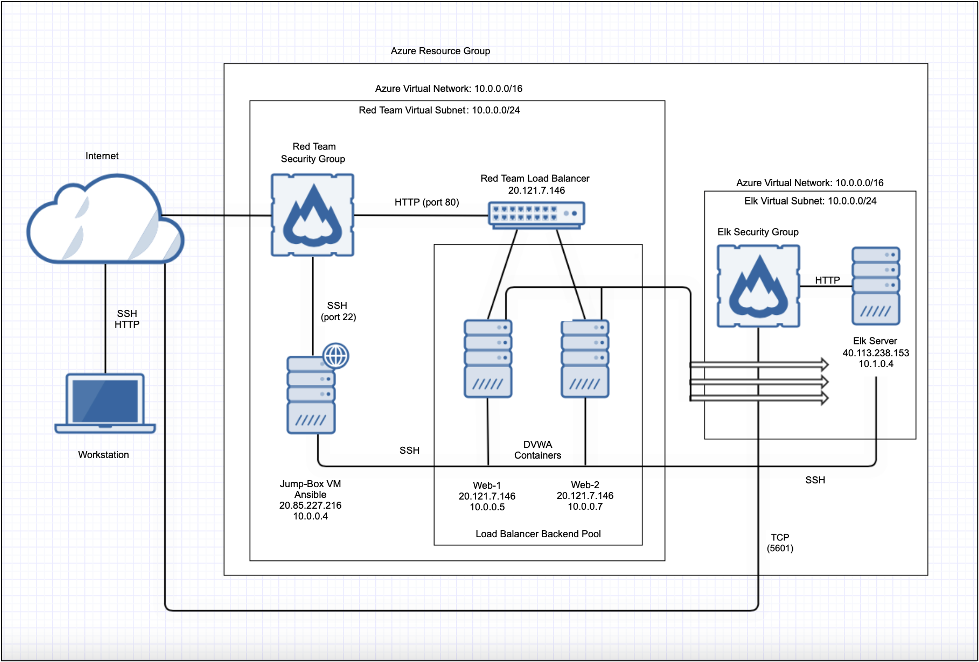 Azure Resource Group
Azure Virtual Network: 10.0.0.0/16
Red Team Virtual Subnet: 10.0.0.0/24
Red Team
Security Group
Internet
Red Team Load Balancer
20.121.7.146
HTTP (port 80)
Azure Virtual Network: 10.0.0.0/16
Elk Virtual Subnet: 10.0.0.0/24
Elk Security Group
HTTP
SSH
HTTP
SSH
(port 22)
Elk Server
40.113.238.153
10.1.0.4
Workstation
SSH
DVWA
Containers
SSH
Jump-Box VM
Ansible
20.85.227.216
10.0.0.4
Web-1
20.121.7.146
10.0.0.5
Web-2
20.121.7.146
10.0.0.7
Load Balancer Backend Pool
TCP
(5601)